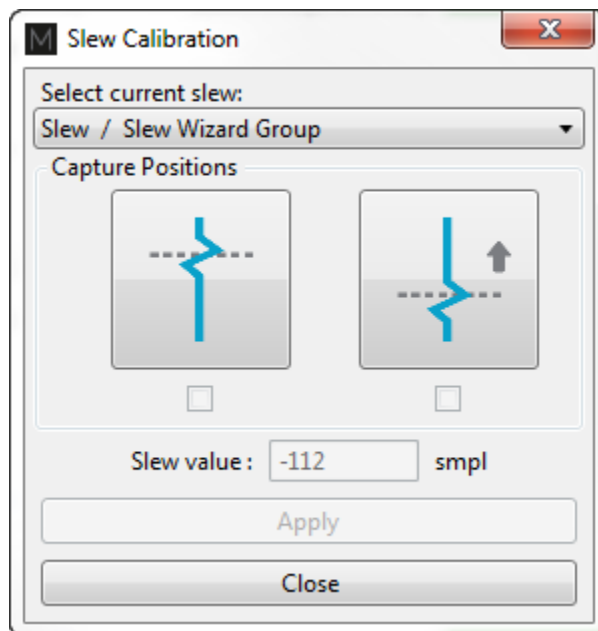 M Slew Calibration
Select current slew:
Slew / Slew Wizard Group
Capture Positions
Slew value : -112 smpl
Apply
Close